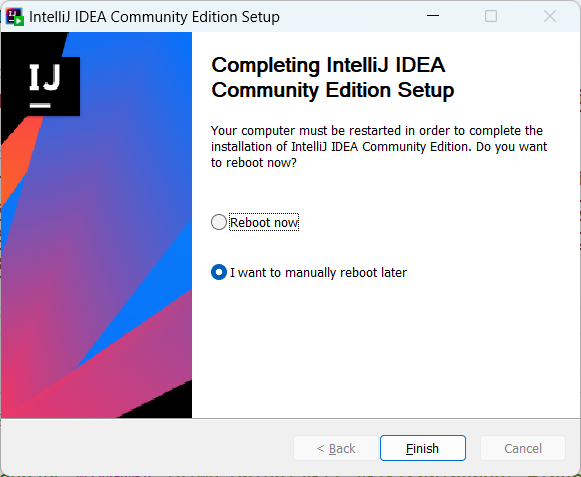 IntelliJ IDEA Community Edition Setup
IJ
Completing IntelliJ IDEA
Community Edition Setup
Your computer must be restarted in order to complete the
installation of IntelliJ IDEA Community Edition. Do you want
to reboot now?
Reboot now
I want to manually reboot later
< Back
Finish
Cancel